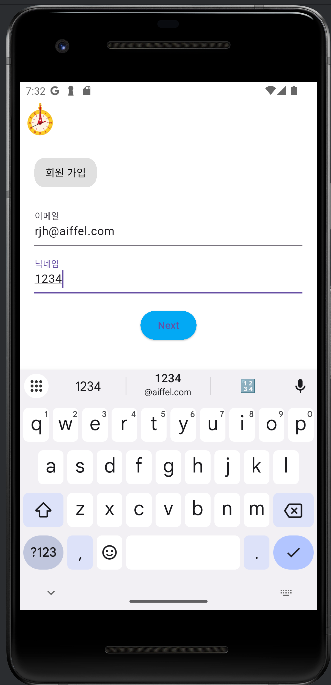 7:32 G
회원 가입
이메일
rjh@aiffel.com
닉네임
1234
Next
1234 1234 1234
@aiffel.com
1 2 3 4 5 6 7 8 9 0
q w e r t y u i o p
a s d f g h j k l
z x c v b n m
?123 , .